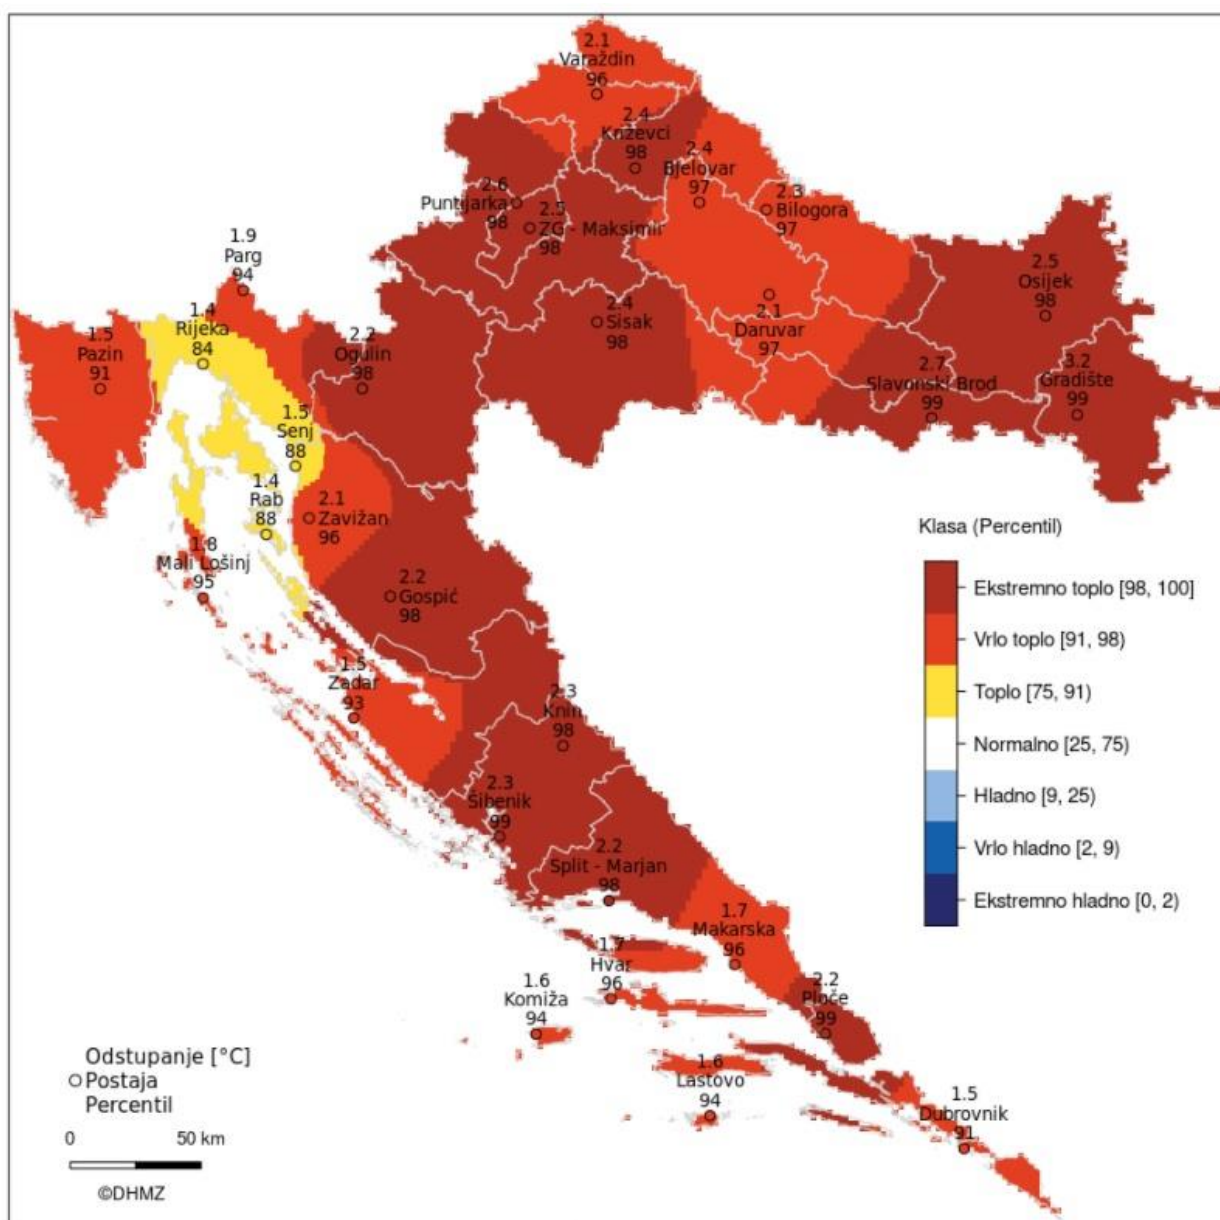 2.1
Varaždin
96
2.4
Križevci
98
2.4
Bjelovar
97
2.6
Puntijarka
98
2.5
ZG - Maksimir
98
2.3
Bilogora
97
1.9
Parg
94
1.4
Rijeka
84
1.5
Pazin
91
2.2
Ogulin
98
2.4
Sisak
98
2.1
Daruvar
97
2.5
Osijek
98
2.7
Slavonski Brod
99
3.2
Gradište
99
1.5
Senj
88
1.4
Rab
88
2.1
Zavižan
96
1.8
Mali Lošinj
95
2.2
Gospić
98
1.5
Zadar
93
2.3
Knin
98
2.3
Šibenik
99
2.2
Split - Marjan
98
1.7
Makarska
96
1.7
Hvar
96
1.6
Komiža
94
2.2
Ploče
99
1.6
Lastovo
94
1.5
Dubrovnik
91
Klasa (Percentil)
Ekstremno toplo [98, 100]
Vrlo toplo [91, 98)
Toplo [75, 91)
Normalno [25, 75)
Hladno [9, 25)
Vrlo hladno [2, 9)
Ekstremno hladno [0, 2)
Odstupanje [°C]
Postaja
Percentil
0 50 km
©DHMZ